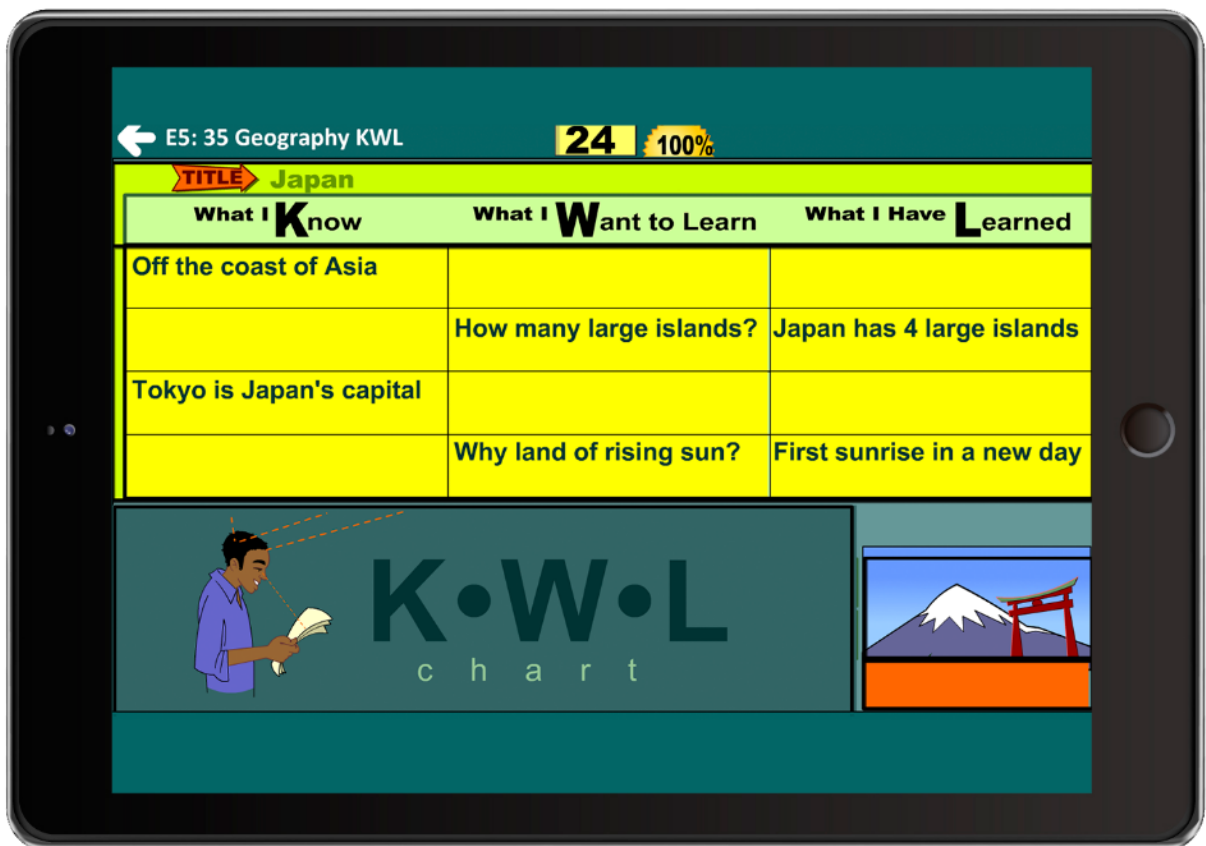 E5: 35 Geography KWL
24
100%
TITLE Japan
What I Know
What I Want to Learn
What I Have Learned
Off the coast of Asia
How many large islands?
Japan has 4 large islands
Tokyo is Japan's capital
Why land of rising sun?
First sunrise in a new day
K•W•L
chart